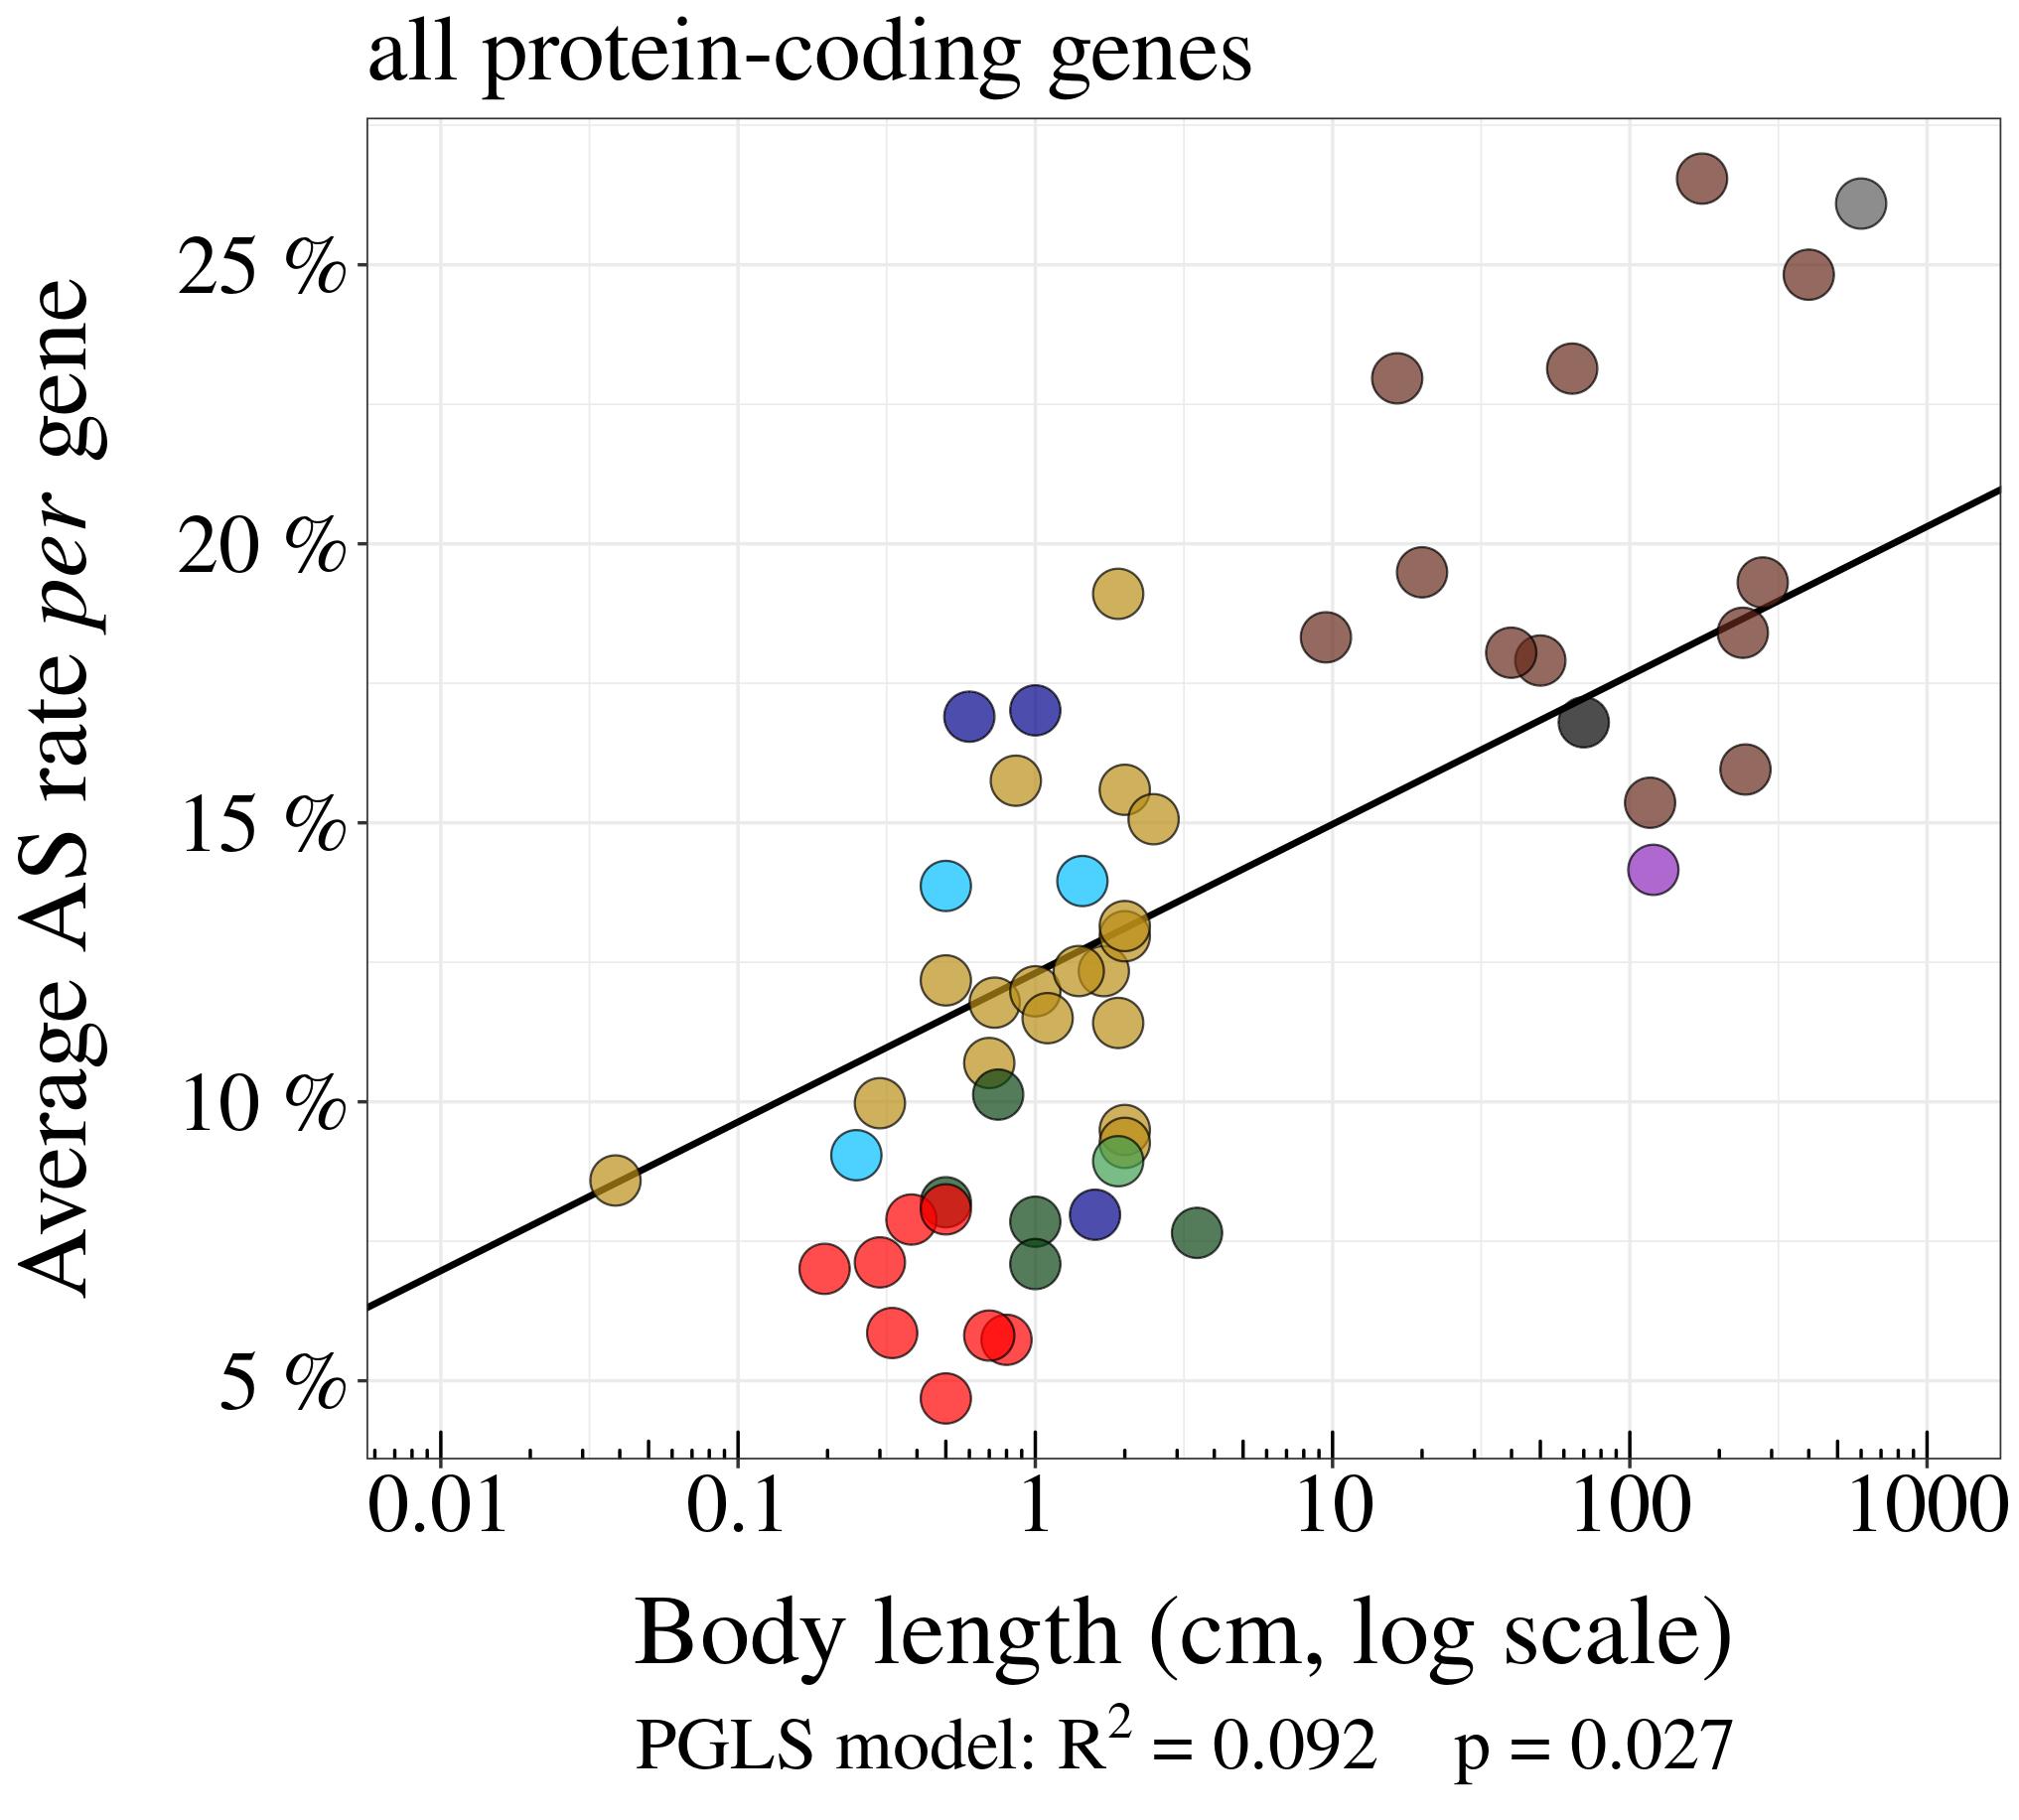 all protein-coding genes
Average AS rate per gene
25 %
20 %
15 %
10 %
5 %
0.01 0.1 1 10 100 1000
Body length (cm, log scale)
PGLS model: R² = 0.092 p = 0.027